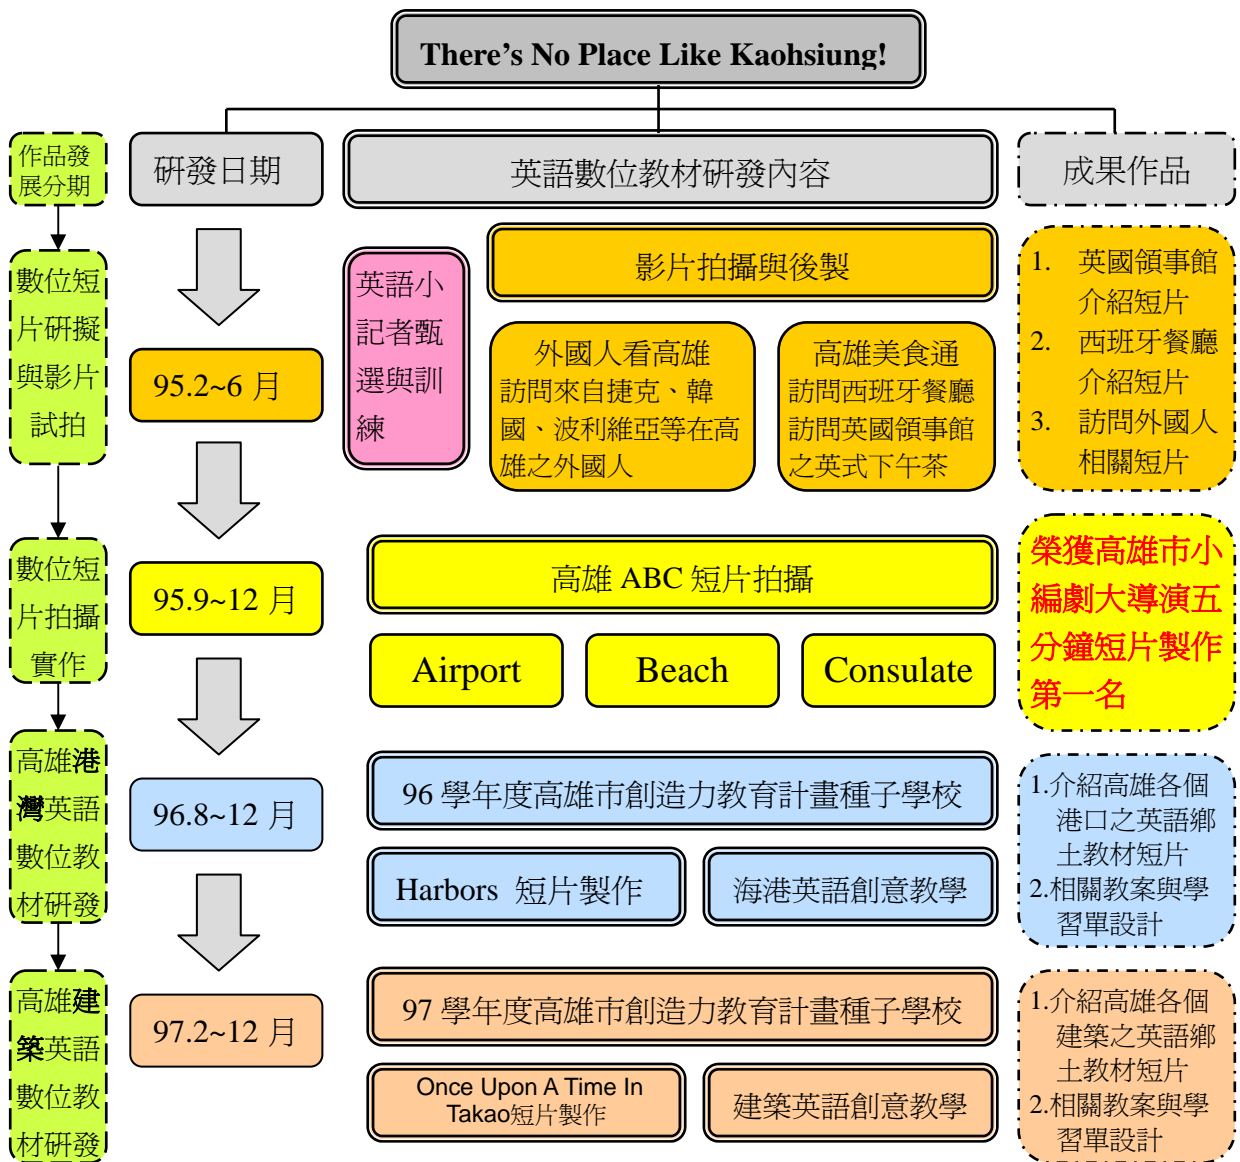 There's No Place Like Kaohsiung!
作品發
展分期
研發日期
英語數位教材研發內容
成果作品
數位短
片研擬
與影片
試拍
95.2~6 月
英語小
記者甄
選與訓
練
影片拍攝與後製
外國人看高雄
訪問來自捷克、韓
國、波利維亞等在高
雄之外國人
高雄美食通
訪問西班牙餐廳
訪問英國領事館
之英式下午茶
1. 英國領事館
介紹短片
2. 西班牙餐廳
介紹短片
3. 訪問外國人
相關短片
數位短
片拍攝
實作
95.9~12 月
高雄 ABC 短片拍攝
Airport
Beach
Consulate
榮獲高雄市小
編劇大導演五
分鐘短片製作
第一名
高雄港
灣英語
數位教
材研發
96.8~12 月
96 學年度高雄市創造力教育計畫種子學校
Harbors 短片製作
海港英語創意教學
1.介紹高雄各個
港口之英語鄉
土教材短片
2.相關教案與學
習單設計
高雄建
築英語
數位教
材研發
97.2~12 月
97 學年度高雄市創造力教育計畫種子學校
Once Upon A Time In
Takao短片製作
建築英語創意教學
1.介紹高雄各個
建築之英語鄉
土教材短片
2.相關教案與學
習單設計